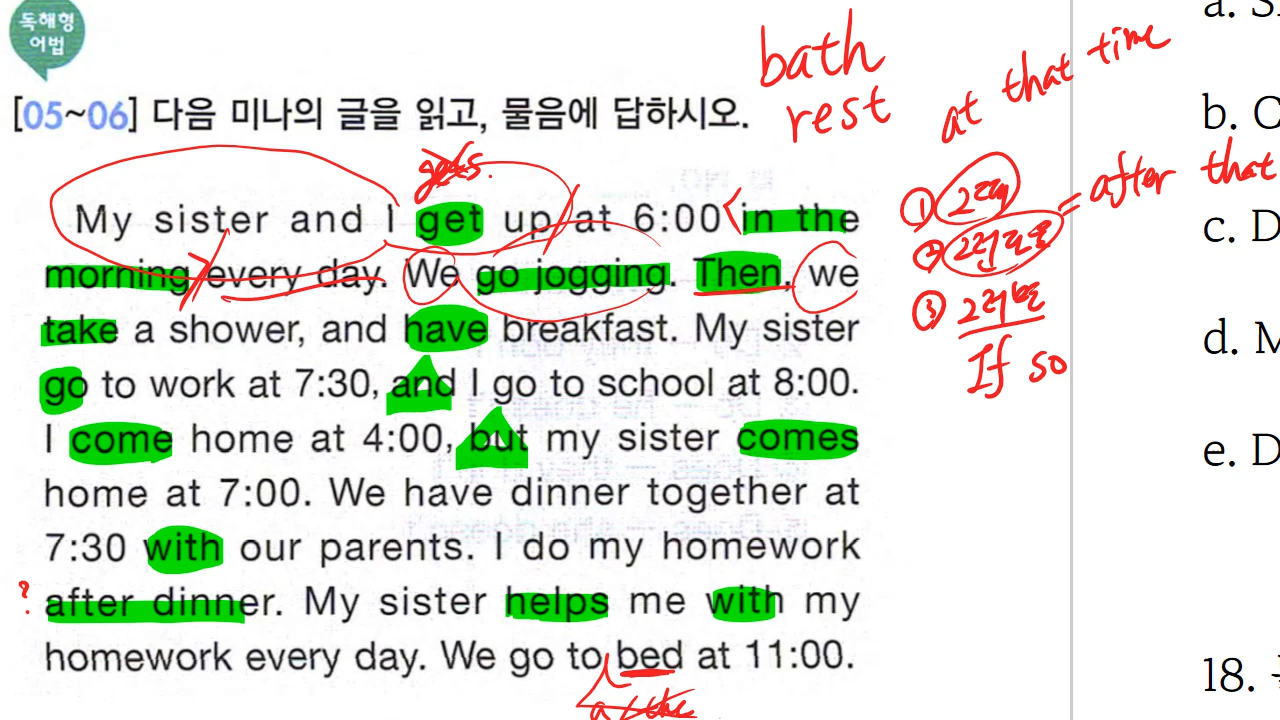 독해형
어법
[05~06] 다음 미나의 글을 읽고, 물음에 답하시오.
bath
rest
at that time
gets.
My sister and I get up at 6:00 in the
morning every day. We go jogging. Then, we
take a shower, and have breakfast. My sister
go to work at 7:30, and I go to school at 8:00.
I come home at 4:00, but my sister comes
home at 7:00. We have dinner together at
7:30 with our parents. I do my homework
? after dinner. My sister helps me with my
homework every day. We go to bed at 11:00.
a / the
① 그때
= after that
② 그런 다음
③ 그러면
If so
a. S
b. C
c. D
d. M
e. D
18.